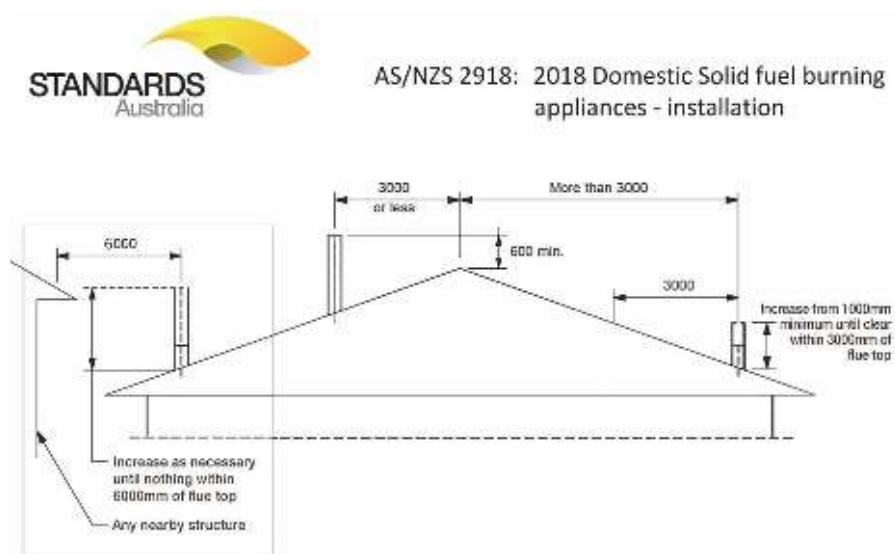 STANDARDS
Australia
AS/NZS 2918: 2018 Domestic Solid fuel burning
appliances - installation
3000
or less
More than 3000
6000
600 min.
3000
Increase from 1000mm
minimum until clear
within 3000mm of
flue top
Increase as necessary
until nothing within
6000mm of flue top
Any nearby structure